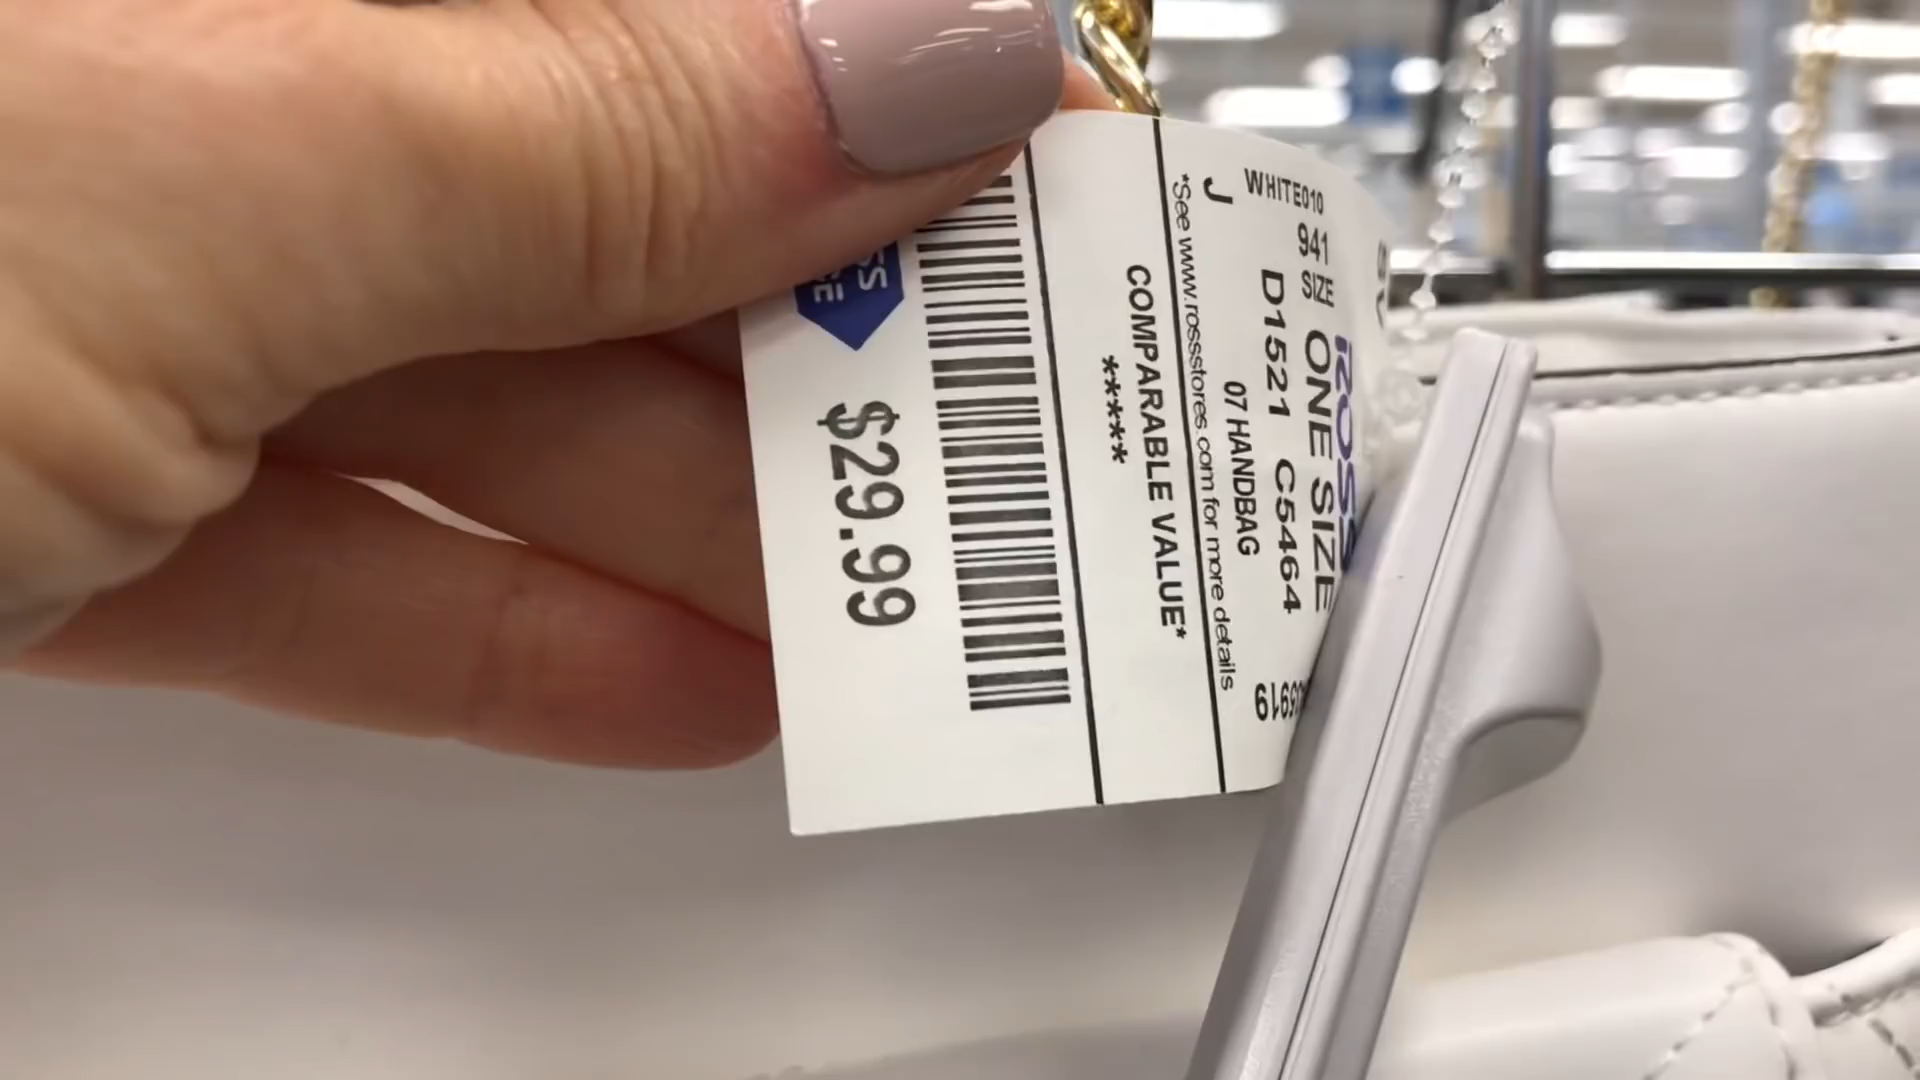 ROSS
ONE SIZE
SIZE
D1521 C5464
941
07 HANDBAG
WHITE010
J
*See www.rossstores.com for more details
COMPARABLE VALUE*
*****
$29.99